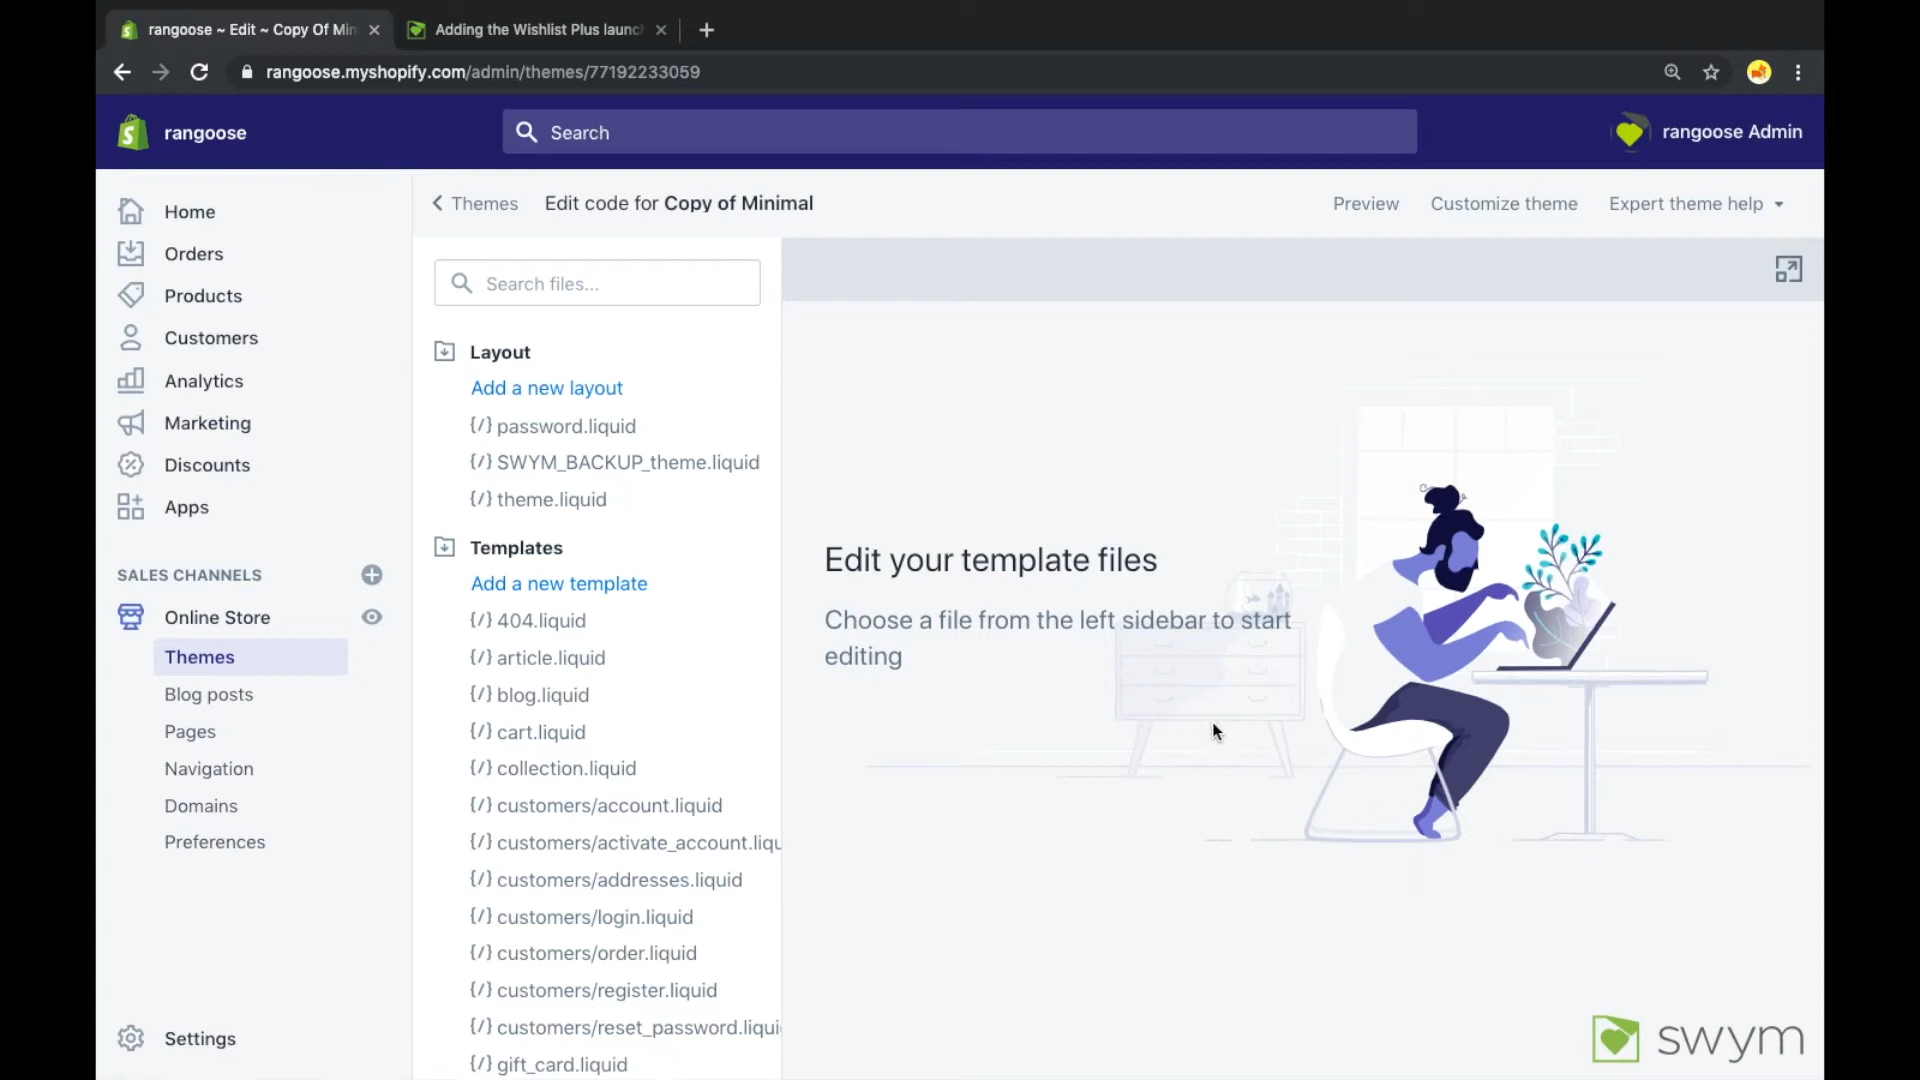 rangoose ~ Edit ~ Copy Of Min
Adding the Wishlist Plus launc
rangoose.myshopify.com/admin/themes/77192233059
rangoose
Search
rangoose Admin
Home
Orders
Products
Customers
Analytics
Marketing
Discounts
Apps
SALES CHANNELS
Online Store
Themes
Blog posts
Pages
Navigation
Domains
Preferences
Settings
Themes
Edit code for Copy of Minimal
Preview
Customize theme
Expert theme help
Search files...
Layout
Add a new layout
{/} password.liquid
{/} SWYM_BACKUP_theme.liquid
{/} theme.liquid
Templates
Add a new template
{/} 404.liquid
{/} article.liquid
{/} blog.liquid
{/} cart.liquid
{/} collection.liquid
{/} customers/account.liquid
{/} customers/activate_account.liqu
{/} customers/addresses.liquid
{/} customers/login.liquid
{/} customers/order.liquid
{/} customers/register.liquid
{/} customers/reset_password.liqui
{/} gift_card.liquid
Edit your template files
Choose a file from the left sidebar to start
editing
swym